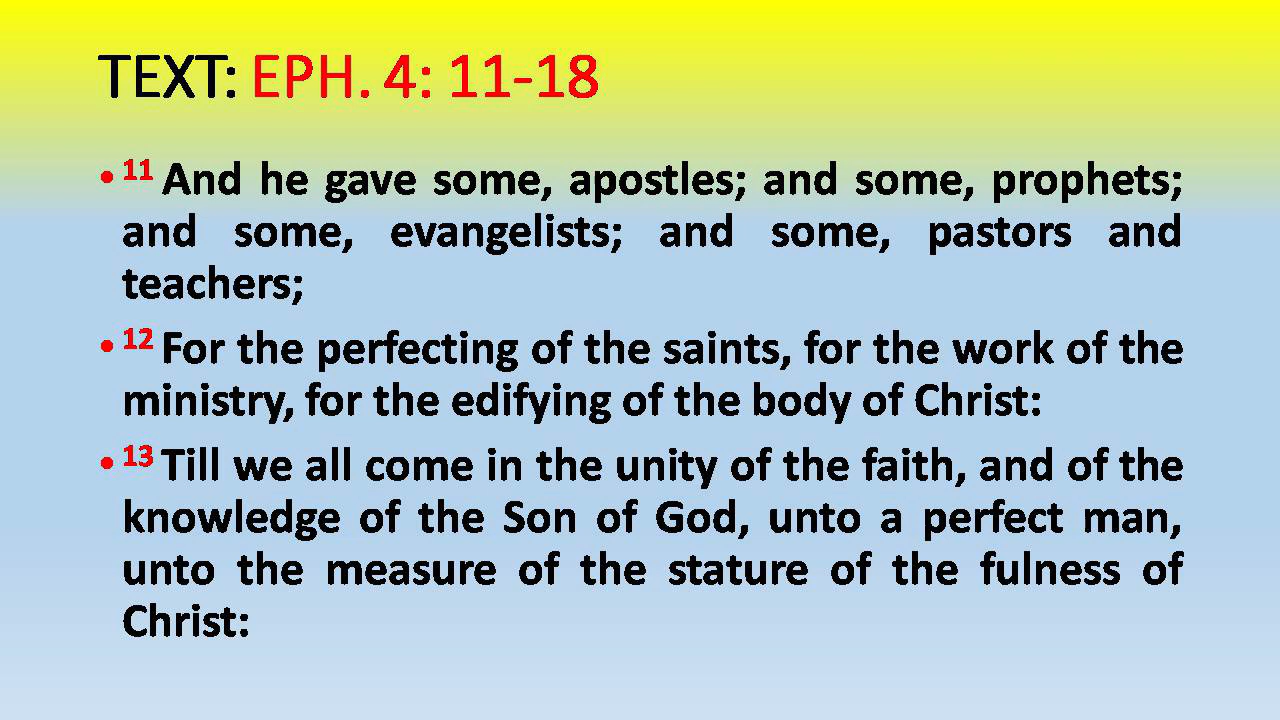 TEXT: EPH. 4: 11-18
• 11 And he gave some, apostles; and some, prophets;
and some, evangelists; and some, pastors and
teachers;
• 12 For the perfecting of the saints, for the work of the
ministry, for the edifying of the body of Christ:
• 13 Till we all come in the unity of the faith, and of the
knowledge of the Son of God, unto a perfect man,
unto the measure of the stature of the fulness of
Christ: